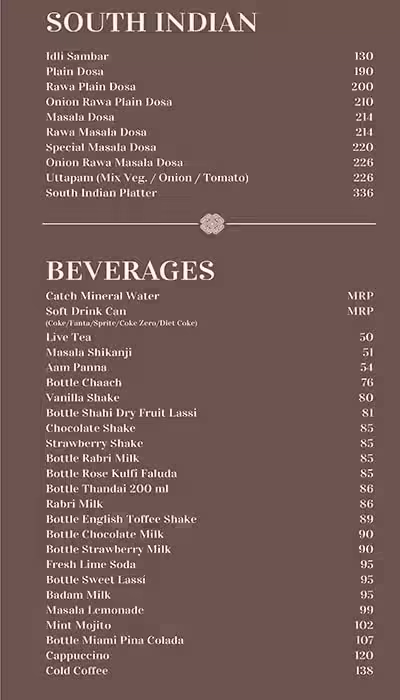 SOUTH INDIAN
Idli Sambar 130
Plain Dosa 190
Rawa Plain Dosa 200
Onion Rawa Plain Dosa 210
Masala Dosa 214
Rawa Masala Dosa 214
Special Masala Dosa 220
Onion Rawa Masala Dosa 226
Uttapam (Mix Veg. / Onion / Tomato) 226
South Indian Platter 336
BEVERAGES
Catch Mineral Water MRP
Soft Drink Can MRP
(Coke/Fanta/Sprite/Coke Zero/Diet Coke)
Live Tea 50
Masala Shikanji 51
Aam Panna 54
Bottle Chaach 76
Vanilla Shake 80
Bottle Shahi Dry Fruit Lassi 81
Chocolate Shake 85
Strawberry Shake 85
Bottle Rabri Milk 85
Bottle Rose Kulfi Faluda 85
Bottle Thandai 200 ml 86
Rabri Milk 86
Bottle English Toffee Shake 89
Bottle Chocolate Milk 90
Bottle Strawberry Milk 90
Fresh Lime Soda 95
Bottle Sweet Lassi 95
Badam Milk 95
Masala Lemonade 99
Mint Mojito 102
Bottle Miami Pina Colada 107
Cappuccino 120
Cold Coffee 138